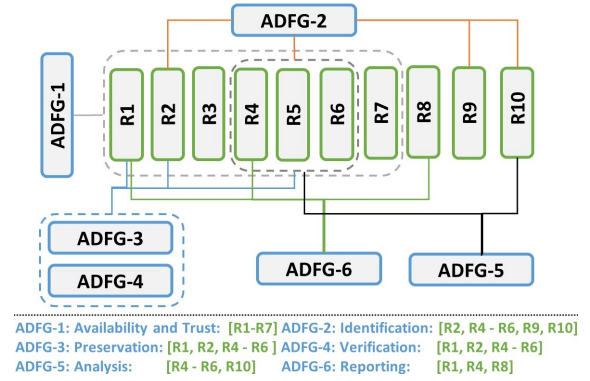 ADFG-2
ADFG-1
R1
R2
R3
R4
R5
R6
R7
R8
R9
R10
ADFG-3
ADFG-4
ADFG-6
ADFG-5
ADFG-1: Availability and Trust: [R1-R7] ADFG-2: Identification: [R2, R4 - R6, R9, R10]
ADFG-3: Preservation: [R1, R2, R4 - R6 ] ADFG-4: Verification: [R1, R2, R4 - R6]
ADFG-5: Analysis: [R4 - R6, R10] ADFG-6: Reporting: [R1, R4, R8]